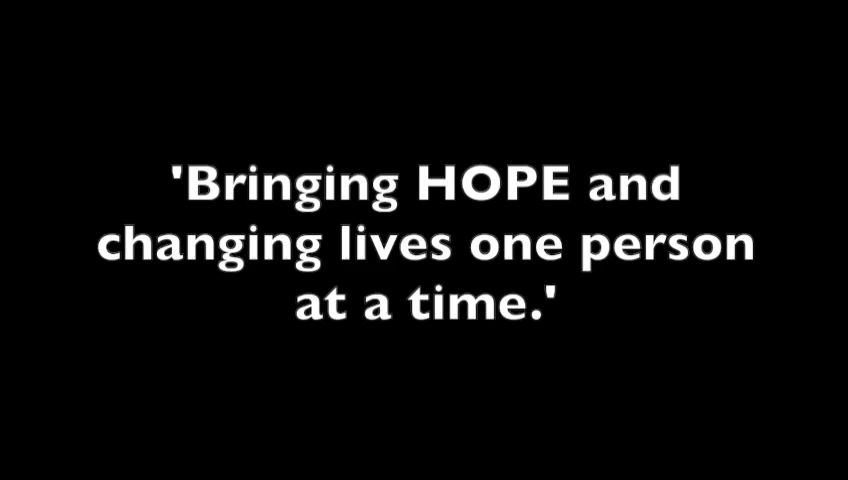 'Bringing HOPE and
changing lives one person
at a time.'